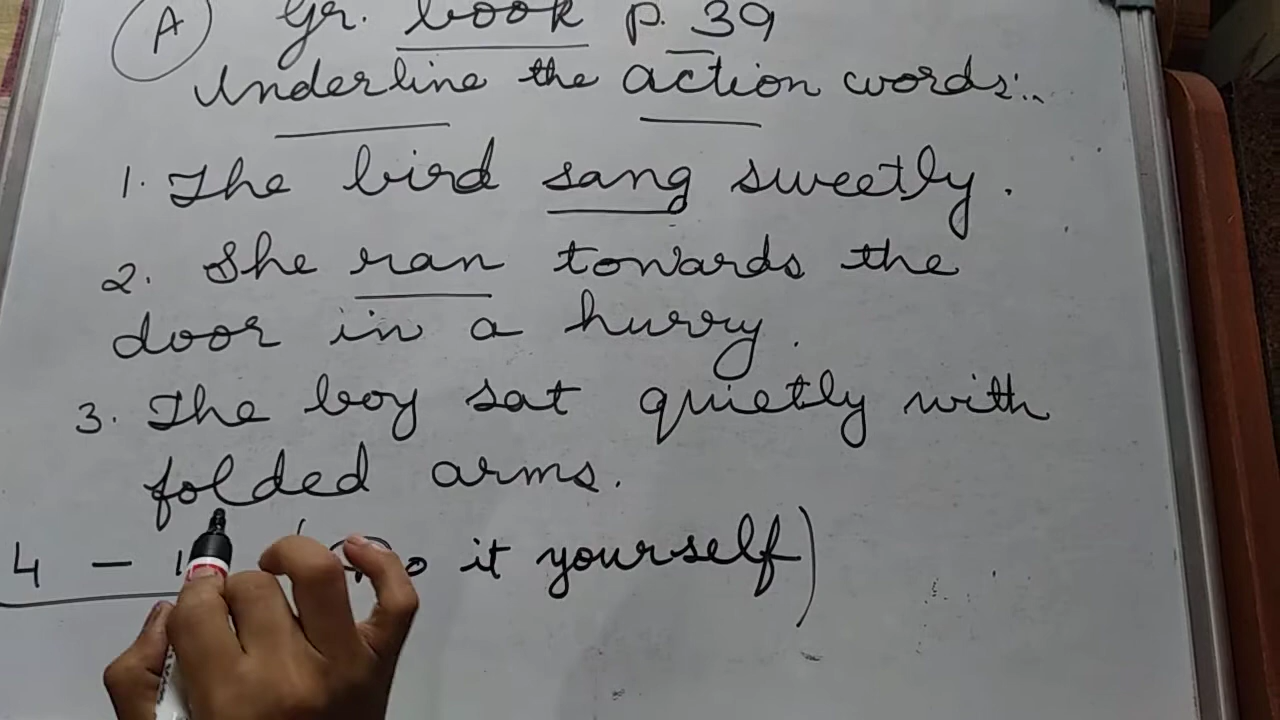 A Gr. book p. 39
Underline the action words:
1. The bird sang sweetly.
2. She ran towards the
door in a hurry.
3. The boy sat quietly with
folded arms.
4 – (Do it yourself)